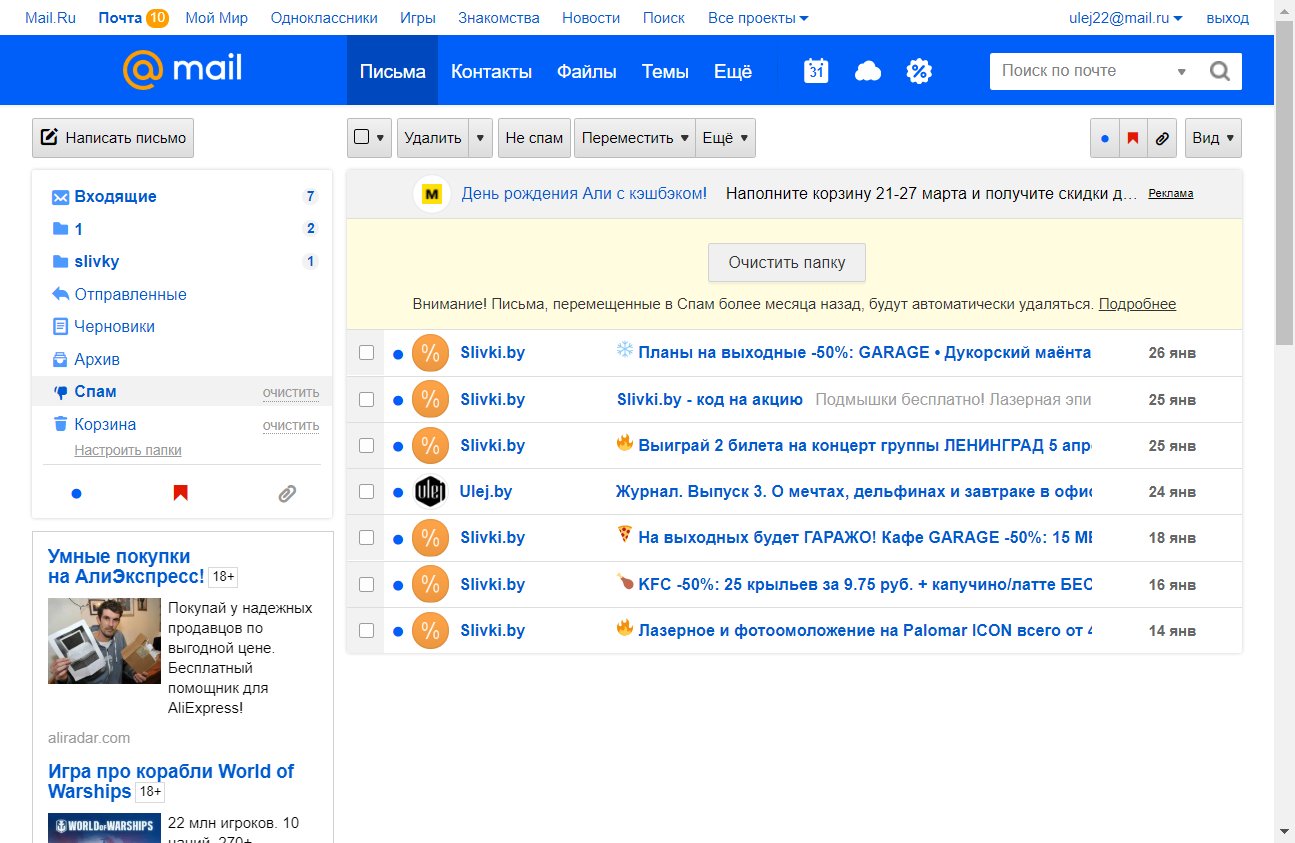 Mail.Ru Почта 10 Мой Мир Одноклассники Игры Знакомства Новости Поиск Все проекты ulej22@mail.ru выход
@mail Письма Контакты Файлы Темы Ещё 31 % Поиск по почте
Написать письмо Удалить Не спам Переместить Ещё Вид
Входящие 7
1 2
slivky 1
Отправленные
Черновики
Архив
Спам очистить
Корзина очистить
Настроить папки
Умные покупки
на АлиЭкспресс! 18+
Покупай у надежных
продавцов по
выгодной цене.
Бесплатный
помощник для
AliExpress!
aliradar.com
Игра про корабли World of
Warships 18+
WORLD OF WARSHIPS
22 млн игроков. 10
наций, 270+
М День рождения Али с кэшбэком! Наполните корзину 21-27 марта и получите скидки д… Реклама
Очистить папку
Внимание! Письма, перемещенные в Спам более месяца назад, будут автоматически удаляться. Подробнее
% Slivki.by Планы на выходные -50%: GARAGE • Дукорский маёнта 26 янв
% Slivki.by Slivki.by - код на акцию Подмышки бесплатно! Лазерная эпи 25 янв
% Slivki.by Выиграй 2 билета на концерт группы ЛЕНИНГРАД 5 апре 25 янв
ulej Ulej.by Журнал. Выпуск 3. О мечтах, дельфинах и завтраке в офис 24 янв
% Slivki.by На выходных будет ГАРАЖО! Кафе GARAGE -50%: 15 МЕ 18 янв
% Slivki.by KFC -50%: 25 крыльев за 9.75 руб. + капучино/латте БЕС 16 янв
% Slivki.by Лазерное и фотоомоложение на Palomar ICON всего от 4 14 янв